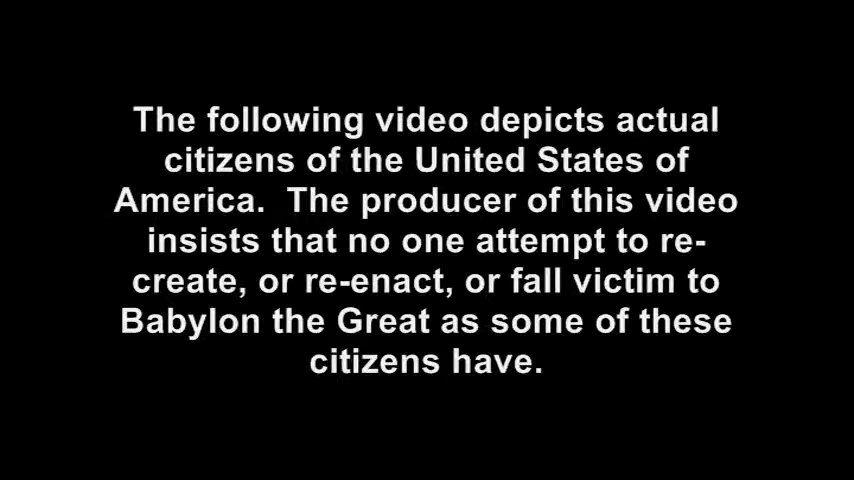 The following video depicts actual
citizens of the United States of
America.  The producer of this video
insists that no one attempt to re-
create, or re-enact, or fall victim to
Babylon the Great as some of these
citizens have.